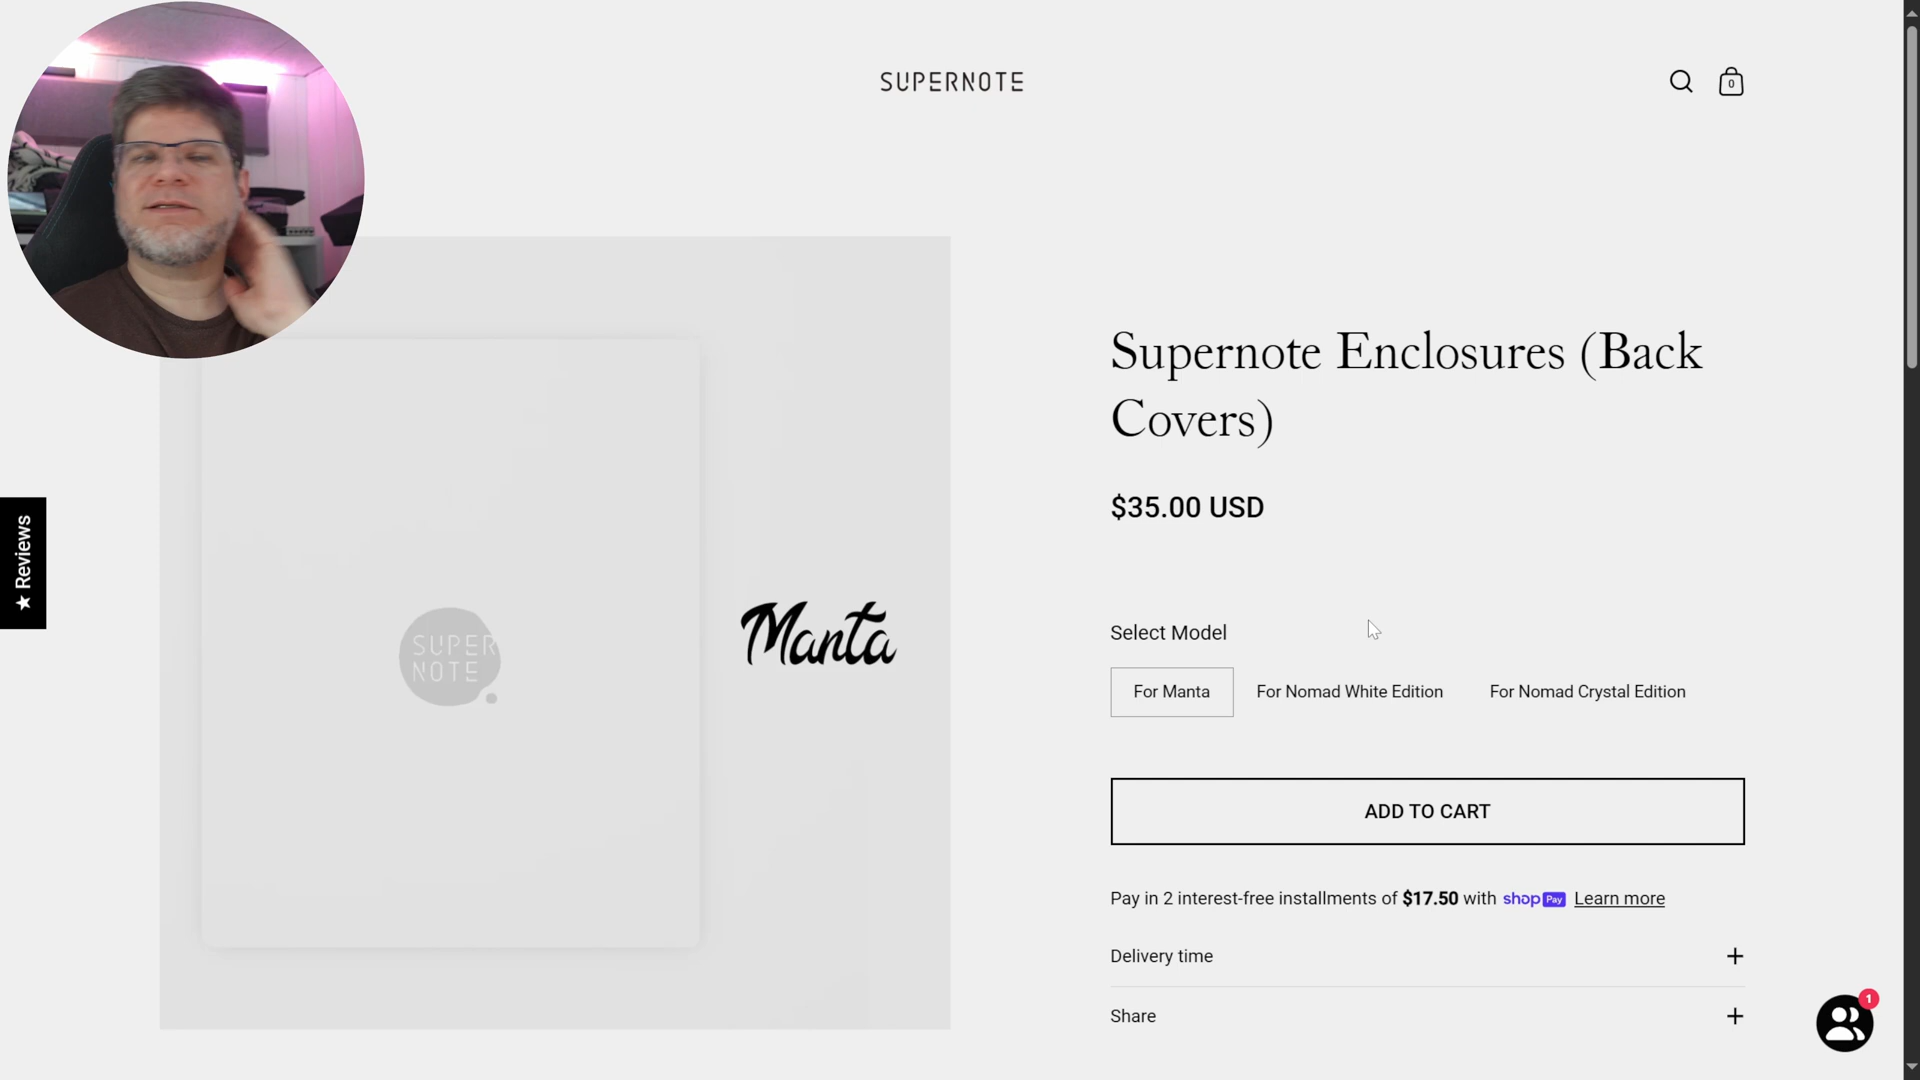 SUPERNOTE
0
Supernote Enclosures (Back
Covers)
$35.00 USD
★ Reviews
SUPER
NOTE
Manta
Select Model
For Manta
For Nomad White Edition
For Nomad Crystal Edition
ADD TO CART
Pay in 2 interest-free installments of $17.50 with shop Pay Learn more
Delivery time
Share
1